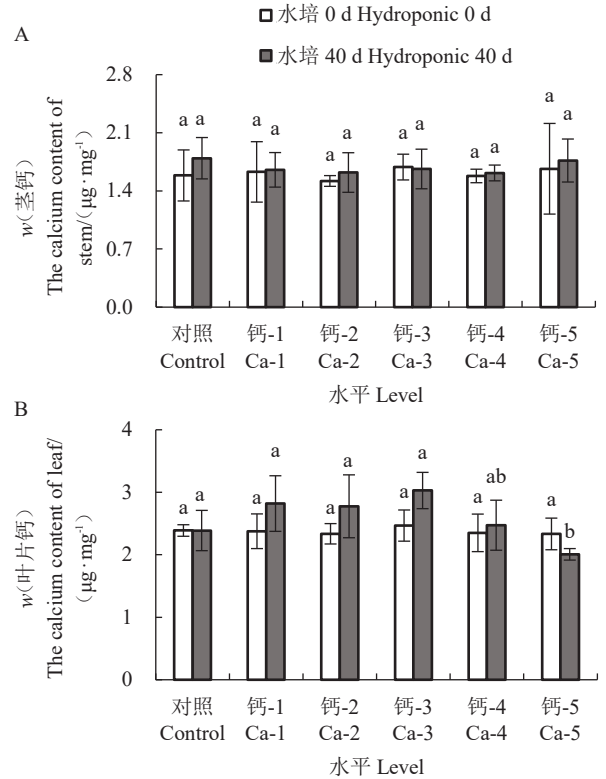 水培 0 d Hydroponic 0 d
水培 40 d Hydroponic 40 d
A
w(茎钙)
The calcium content of
stem/(μg·mg⁻¹)
2.8
2.1
1.4
0.7
0.0
a a a a a a a a a a a a
对照 钙-1 钙-2 钙-3 钙-4 钙-5
Control Ca-1 Ca-2 Ca-3 Ca-4 Ca-5
水平 Level
B
w(叶片钙)
The calcium content of leaf/
(μg·mg⁻¹)
4
3
2
1
0
a a a a a a a a a ab a b
对照 钙-1 钙-2 钙-3 钙-4 钙-5
Control Ca-1 Ca-2 Ca-3 Ca-4 Ca-5
水平 Level